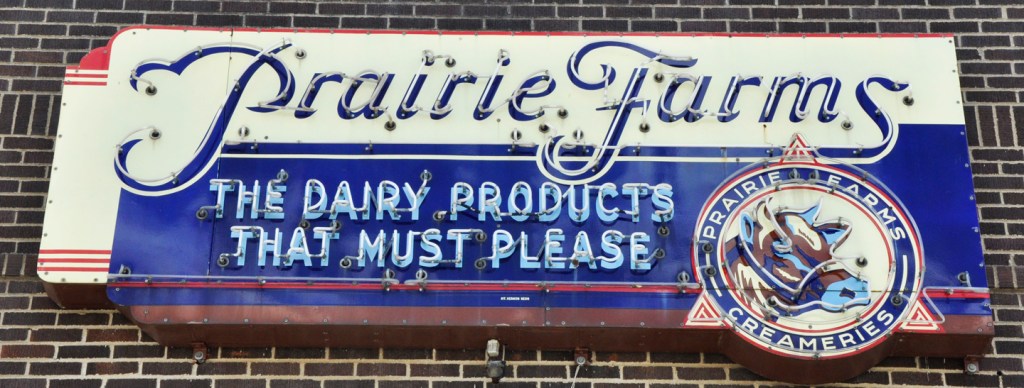 Prairie Farms
THE DAIRY PRODUCTS
THAT MUST PLEASE
PRAIRIE FARMS
CREAMERIES